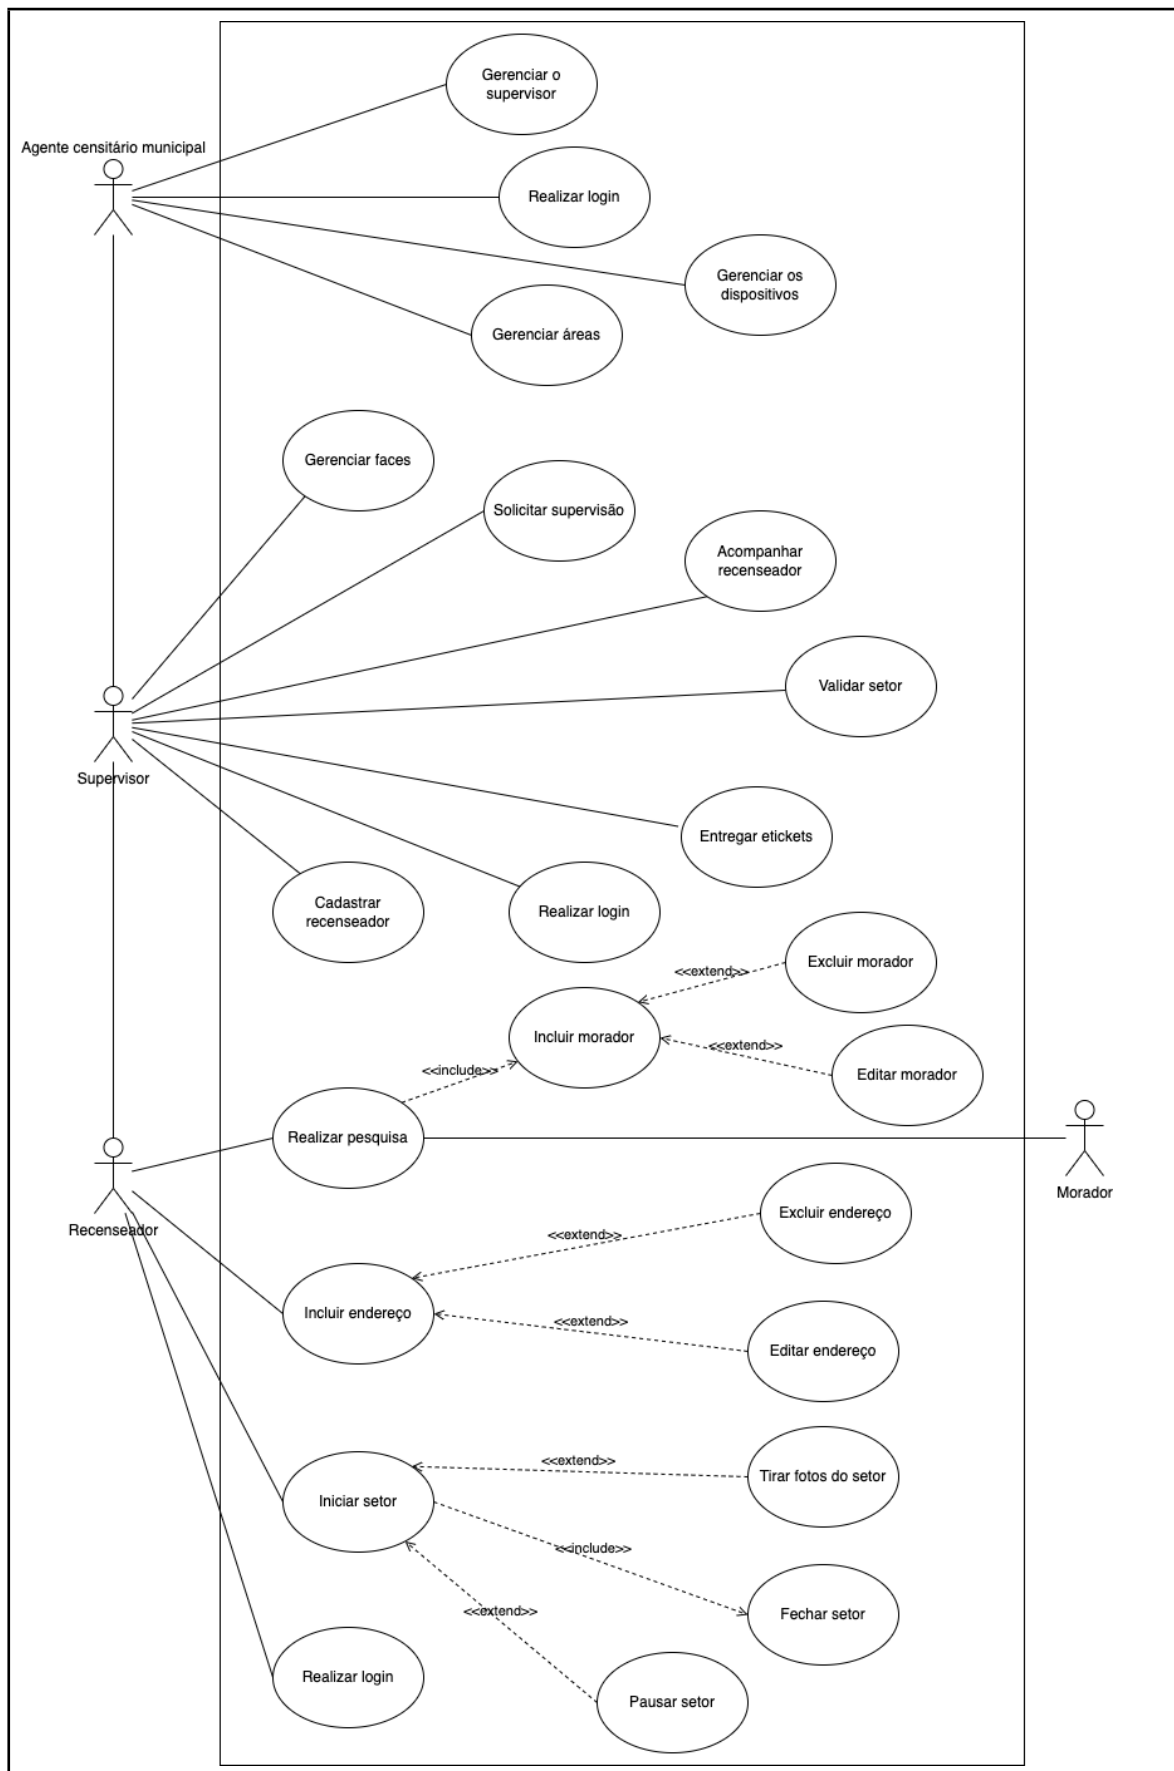 Gerenciar o
supervisor
Agente censitário municipal
Realizar login
Gerenciar os
dispositivos
Gerenciar áreas
Gerenciar faces
Solicitar supervisão
Acompanhar
recenseador
Validar setor
Supervisor
Entregar etickets
Cadastrar
recenseador
Realizar login
Excluir morador
<<extend>>
Incluir morador
<<extend>>
Editar morador
<<include>>
Realizar pesquisa
Morador
Recenseador
Excluir endereço
<<extend>>
Incluir endereço
<<extend>>
Editar endereço
<<extend>>
Tirar fotos do setor
Iniciar setor
<<include>>
<<extend>>
Fechar setor
Realizar login
Pausar setor